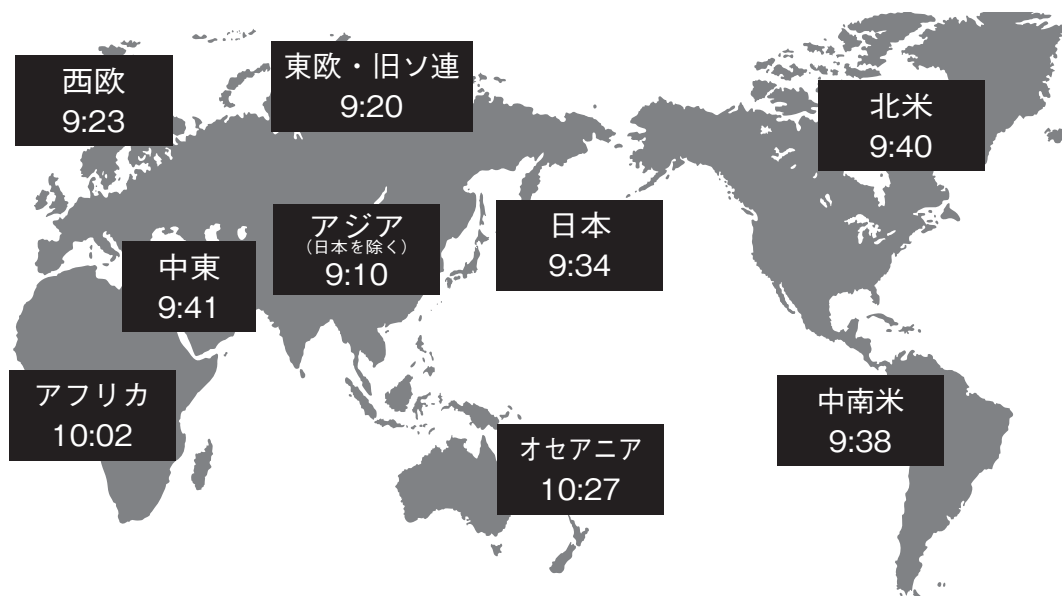 西欧
9:23
東欧・旧ソ連
9:20
北米
9:40
アジア
（日本を除く）
9:10
日本
9:34
中東
9:41
アフリカ
10:02
中南米
9:38
オセアニア
10:27